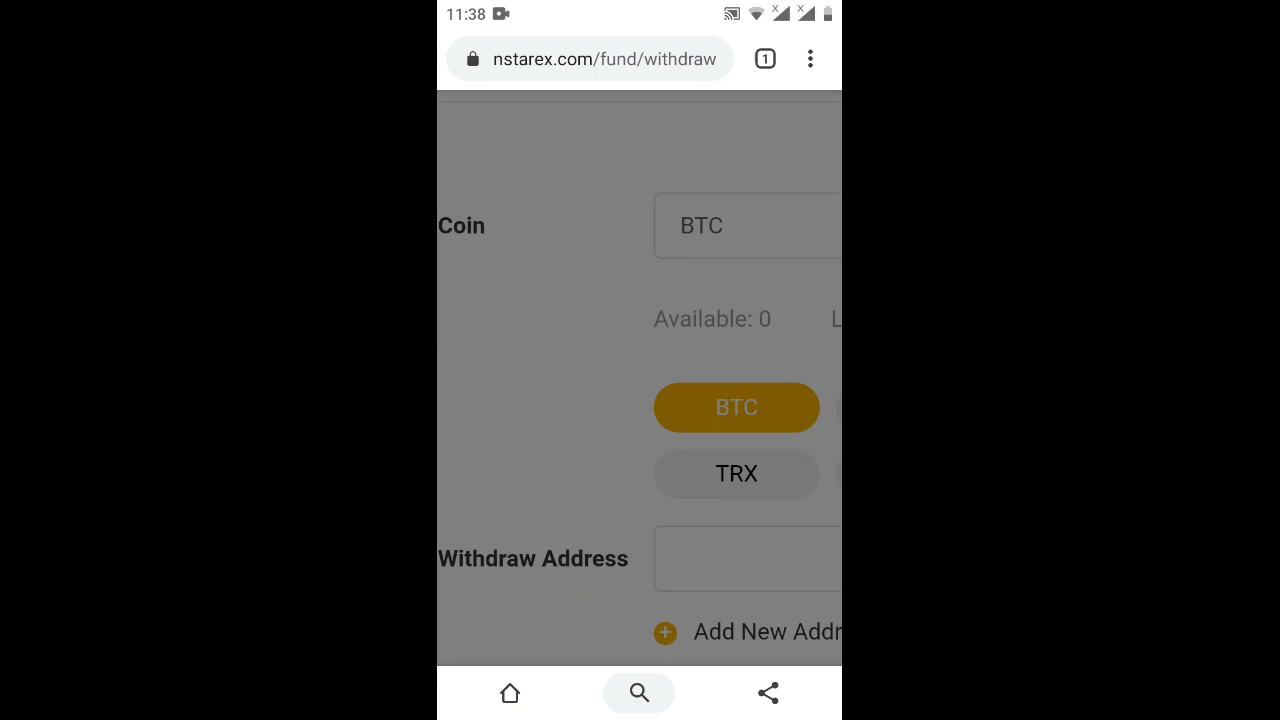 11:38
nstarex.com/fund/withdraw
1
Coin
BTC
Available: 0
BTC
TRX
Withdraw Address
Add New Addr